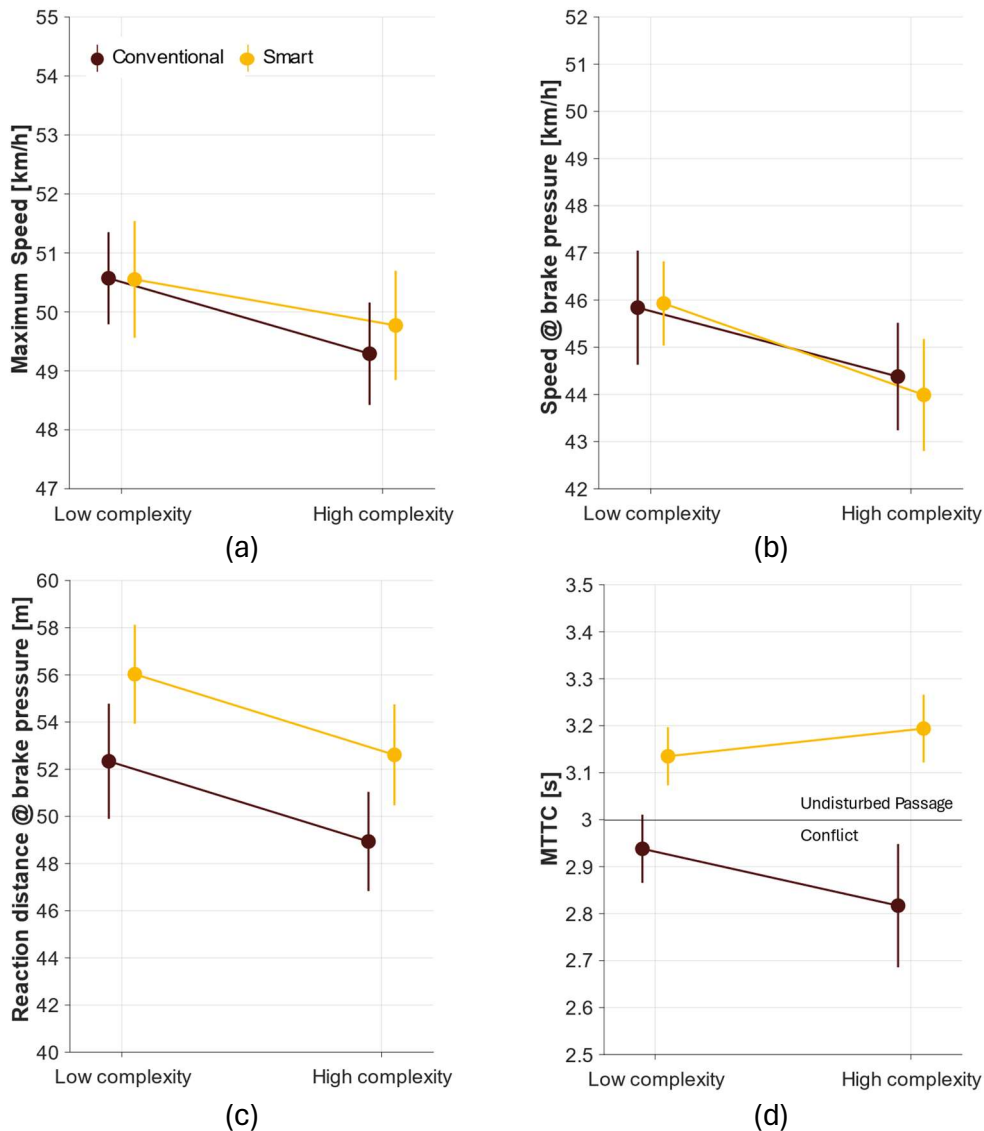 55
54
53
52
51
50
49
48
47
Maximum Speed [km/h]
Conventional Smart
Low complexity High complexity
(a)
52
51
50
49
48
47
46
45
44
43
42
Speed @ brake pressure [km/h]
Low complexity High complexity
(b)
60
58
56
54
52
50
48
46
44
42
40
Reaction distance @ brake pressure [m]
Low complexity High complexity
(c)
3.5
3.4
3.3
3.2
3.1
3
2.9
2.8
2.7
2.6
2.5
MTTC [s]
Undisturbed Passage
Conflict
Low complexity High complexity
(d)